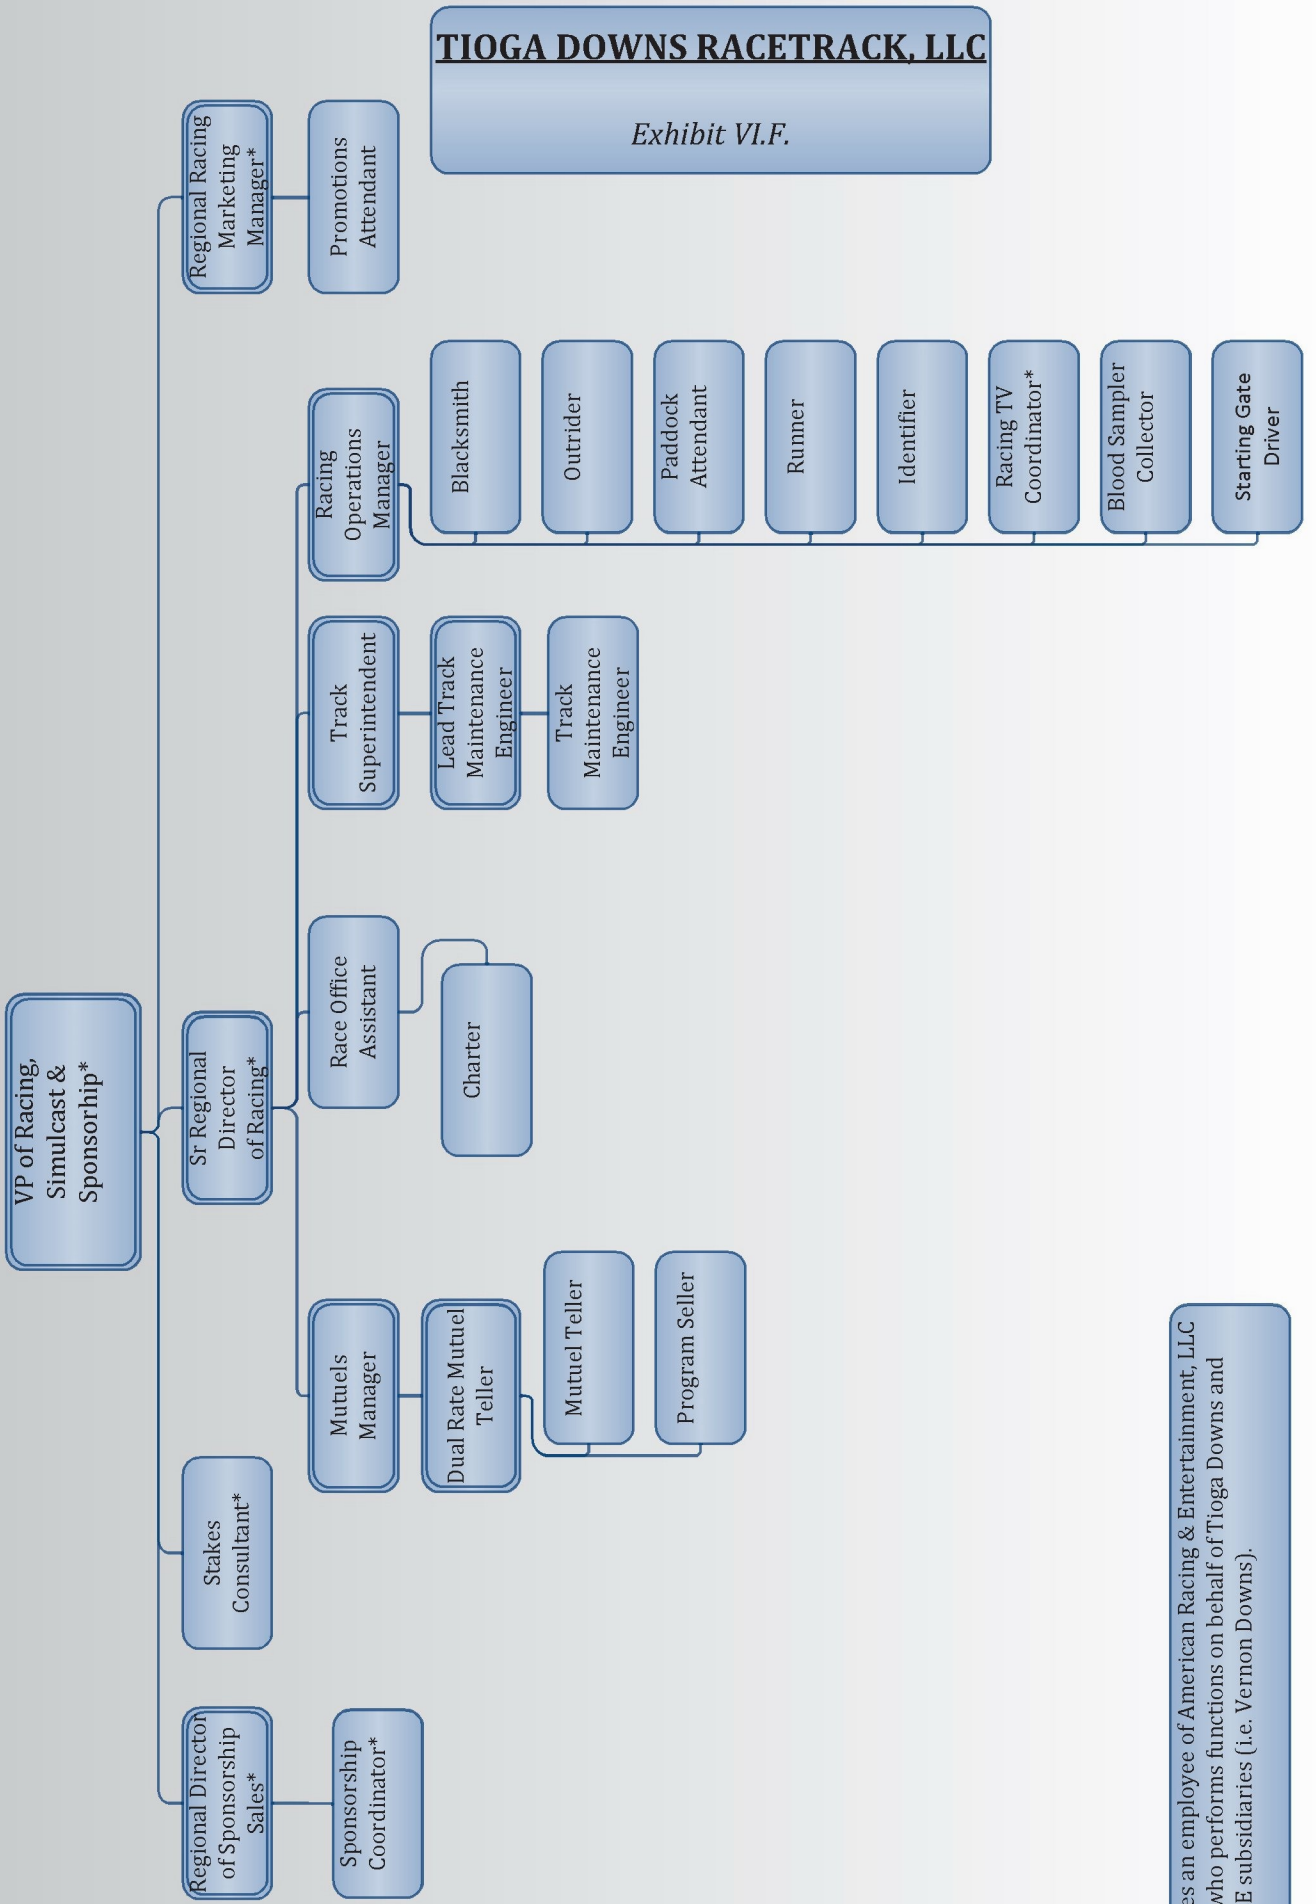 TIOGA DOWNS RACETRACK, LLC
Exhibit VI.F.
VP of Racing,
Simulcast &
Sponsorhip*
Regional Director
of Sponsorship
Sales*
Sponsorship
Coordinator*
Stakes
Consultant*
Sr Regional
Director
of Racing*
Regional Racing
Marketing
Manager*
Promotions
Attendant
Mutuels
Manager
Dual Rate Mutuel
Teller
Mutuel Teller
Program Seller
Race Office
Assistant
Charter
Track
Superintendent
Lead Track
Maintenance
Engineer
Track
Maintenance
Engineer
Racing
Operations
Manager
Blacksmith
Outrider
Paddock
Attendant
Runner
Identifier
Racing TV
Coordinator*
Blood Sampler
Collector
Starting Gate
Driver
an employee of American Racing & Entertainment, LLC
who performs functions on behalf of Tioga Downs and
subsidiaries (i.e. Vernon Downs).